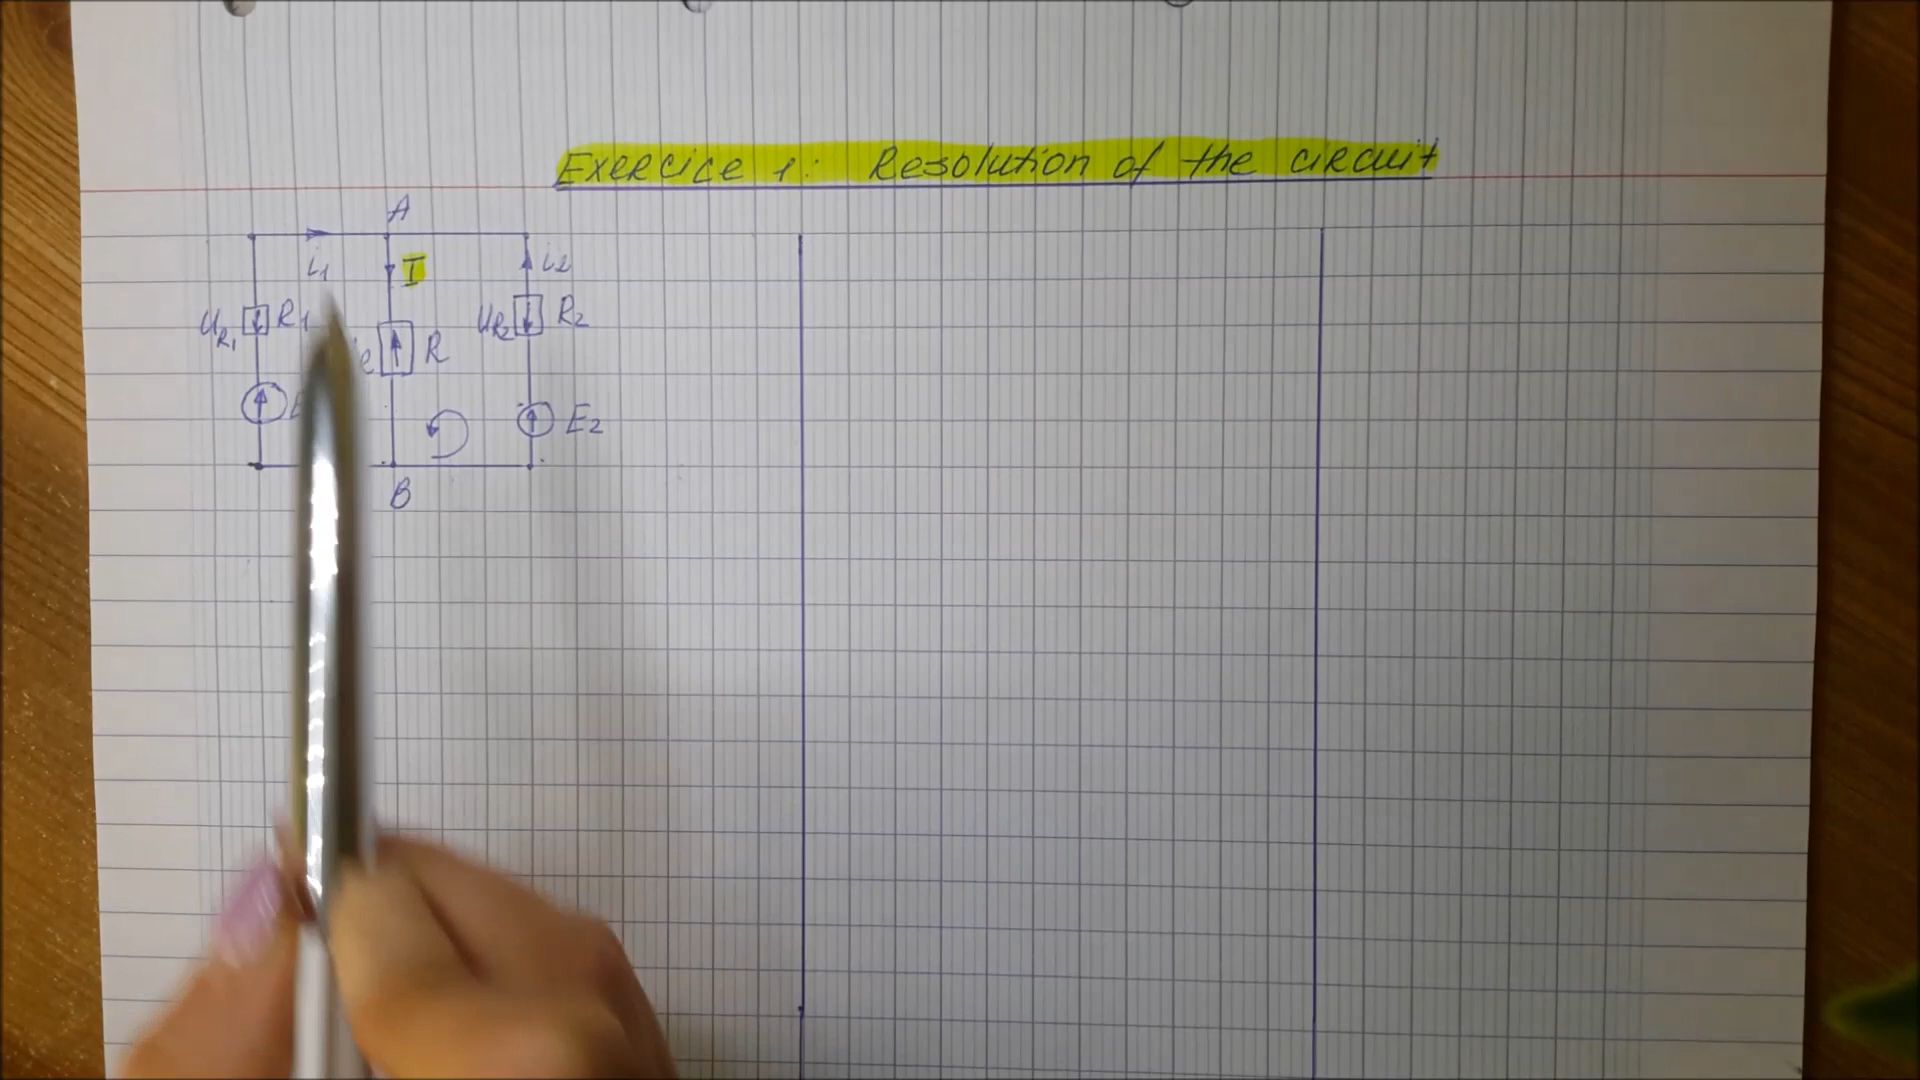 Exercice 1: Resolution of the circuit
A
i1
I
i2
UR1
R1
R
UR2
R2
E2
B